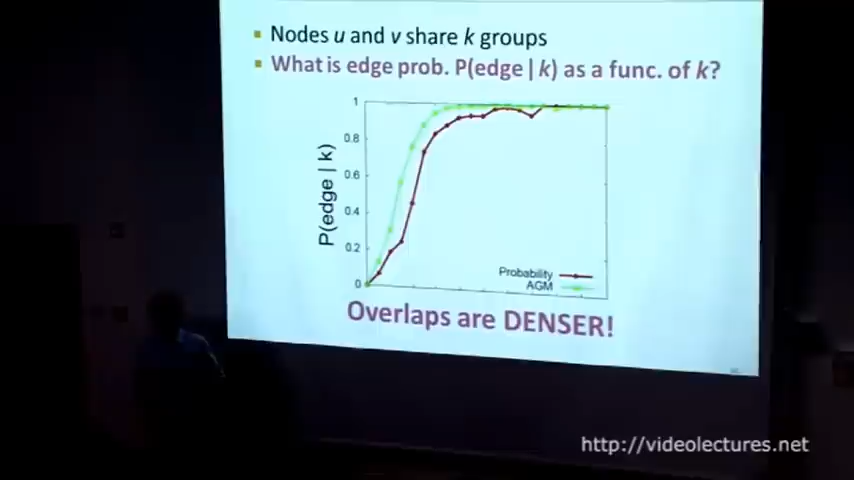 Nodes u and v share k groups
What is edge prob. P(edge | k) as a func. of k?
1
0.8
0.6
0.4
0.2
0
P(edge | k)
Probability
AGM
Overlaps are DENSER!
http://videolectures.net